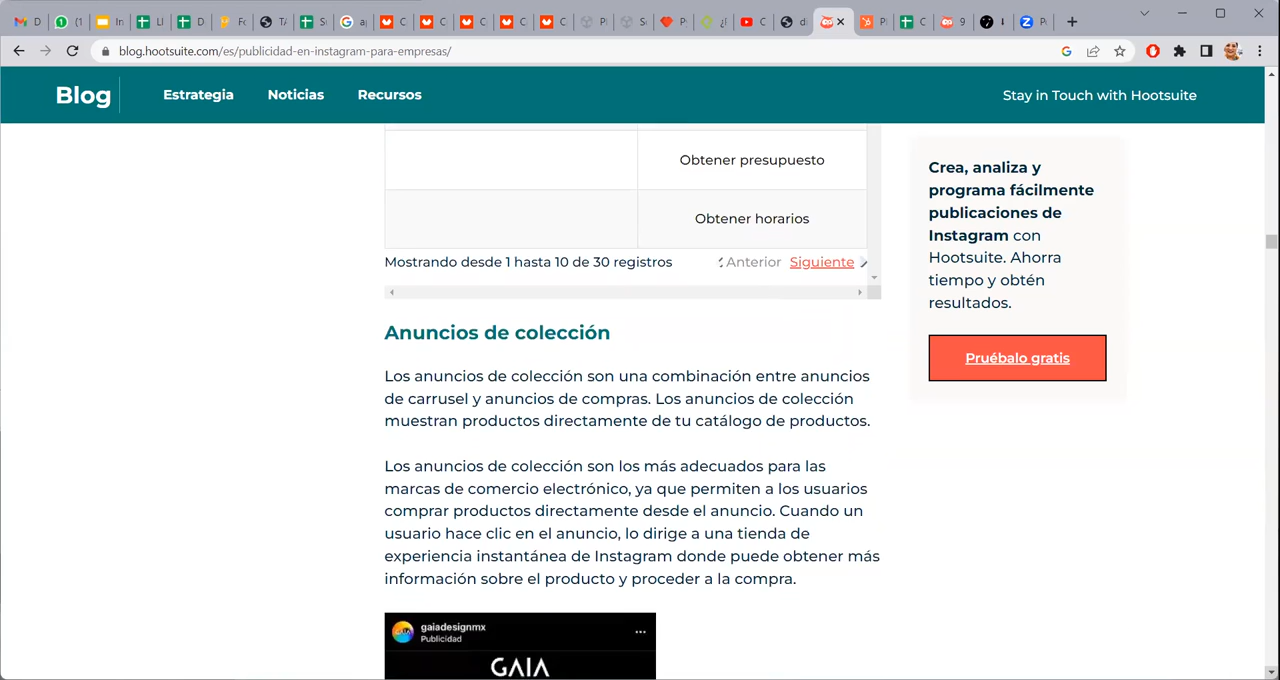 blog.hootsuite.com/es/publicidad-en-instagram-para-empresas/
Blog
Estrategia
Noticias
Recursos
Stay in Touch with Hootsuite
Obtener presupuesto
Obtener horarios
Mostrando desde 1 hasta 10 de 30 registros
Anterior
Siguiente
Anuncios de colección
Los anuncios de colección son una combinación entre anuncios
de carrusel y anuncios de compras. Los anuncios de colección
muestran productos directamente de tu catálogo de productos.
Los anuncios de colección son los más adecuados para las
marcas de comercio electrónico, ya que permiten a los usuarios
comprar productos directamente desde el anuncio. Cuando un
usuario hace clic en el anuncio, lo dirige a una tienda de
experiencia instantánea de Instagram donde puede obtener más
información sobre el producto y proceder a la compra.
gaiadesignmx
Publicidad
GAIA
Crea, analiza y
programa fácilmente
publicaciones de
Instagram con
Hootsuite. Ahorra
tiempo y obtén
resultados.
Pruébalo gratis